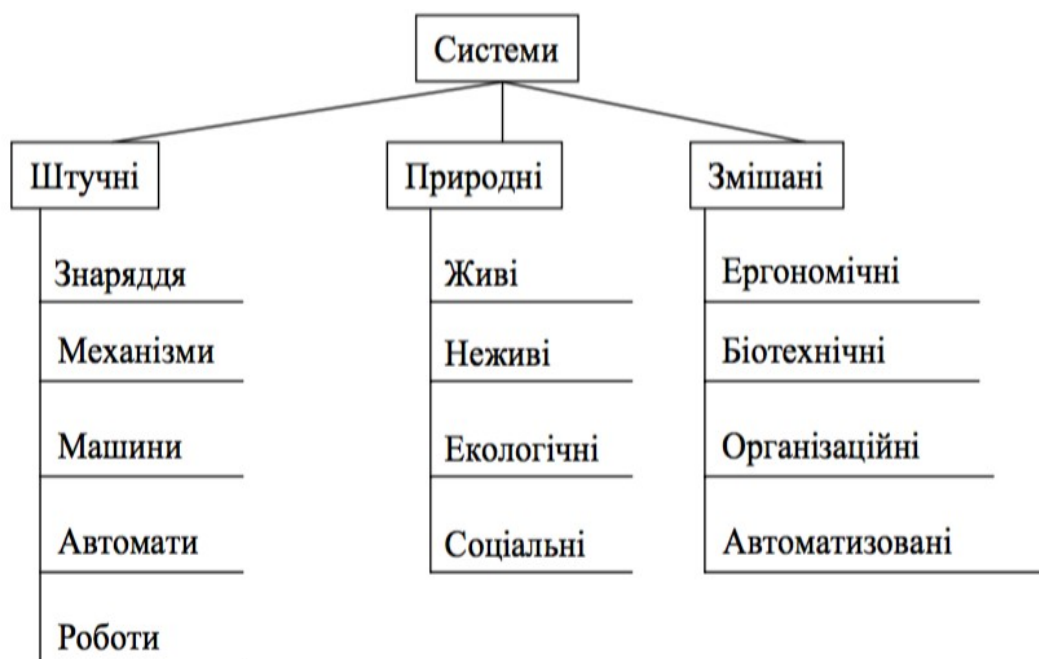 Системи
Штучні
Знаряддя
Механізми
Машини
Автомати
Роботи
Природні
Живі
Неживі
Екологічні
Соціальні
Змішані
Ергономічні
Біотехнічні
Організаційні
Автоматизовані